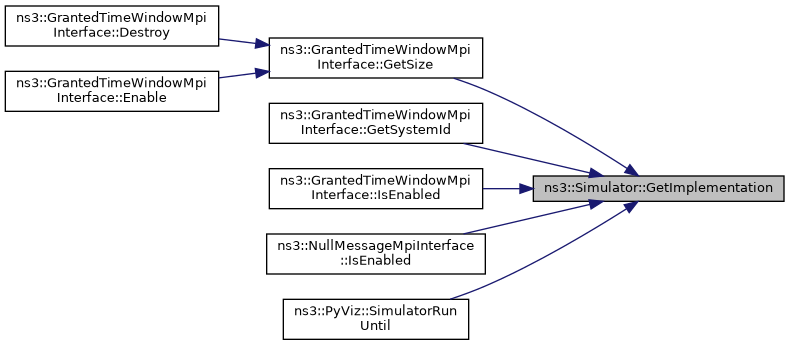 ns3::GrantedTimeWindowMpi
Interface::Destroy
ns3::GrantedTimeWindowMpi
Interface::Enable
ns3::GrantedTimeWindowMpi
Interface::GetSize
ns3::GrantedTimeWindowMpi
Interface::GetSystemId
ns3::GrantedTimeWindowMpi
Interface::IsEnabled
ns3::NullMessageMpiInterface
::IsEnabled
ns3::PyViz::SimulatorRun
Until
ns3::Simulator::GetImplementation